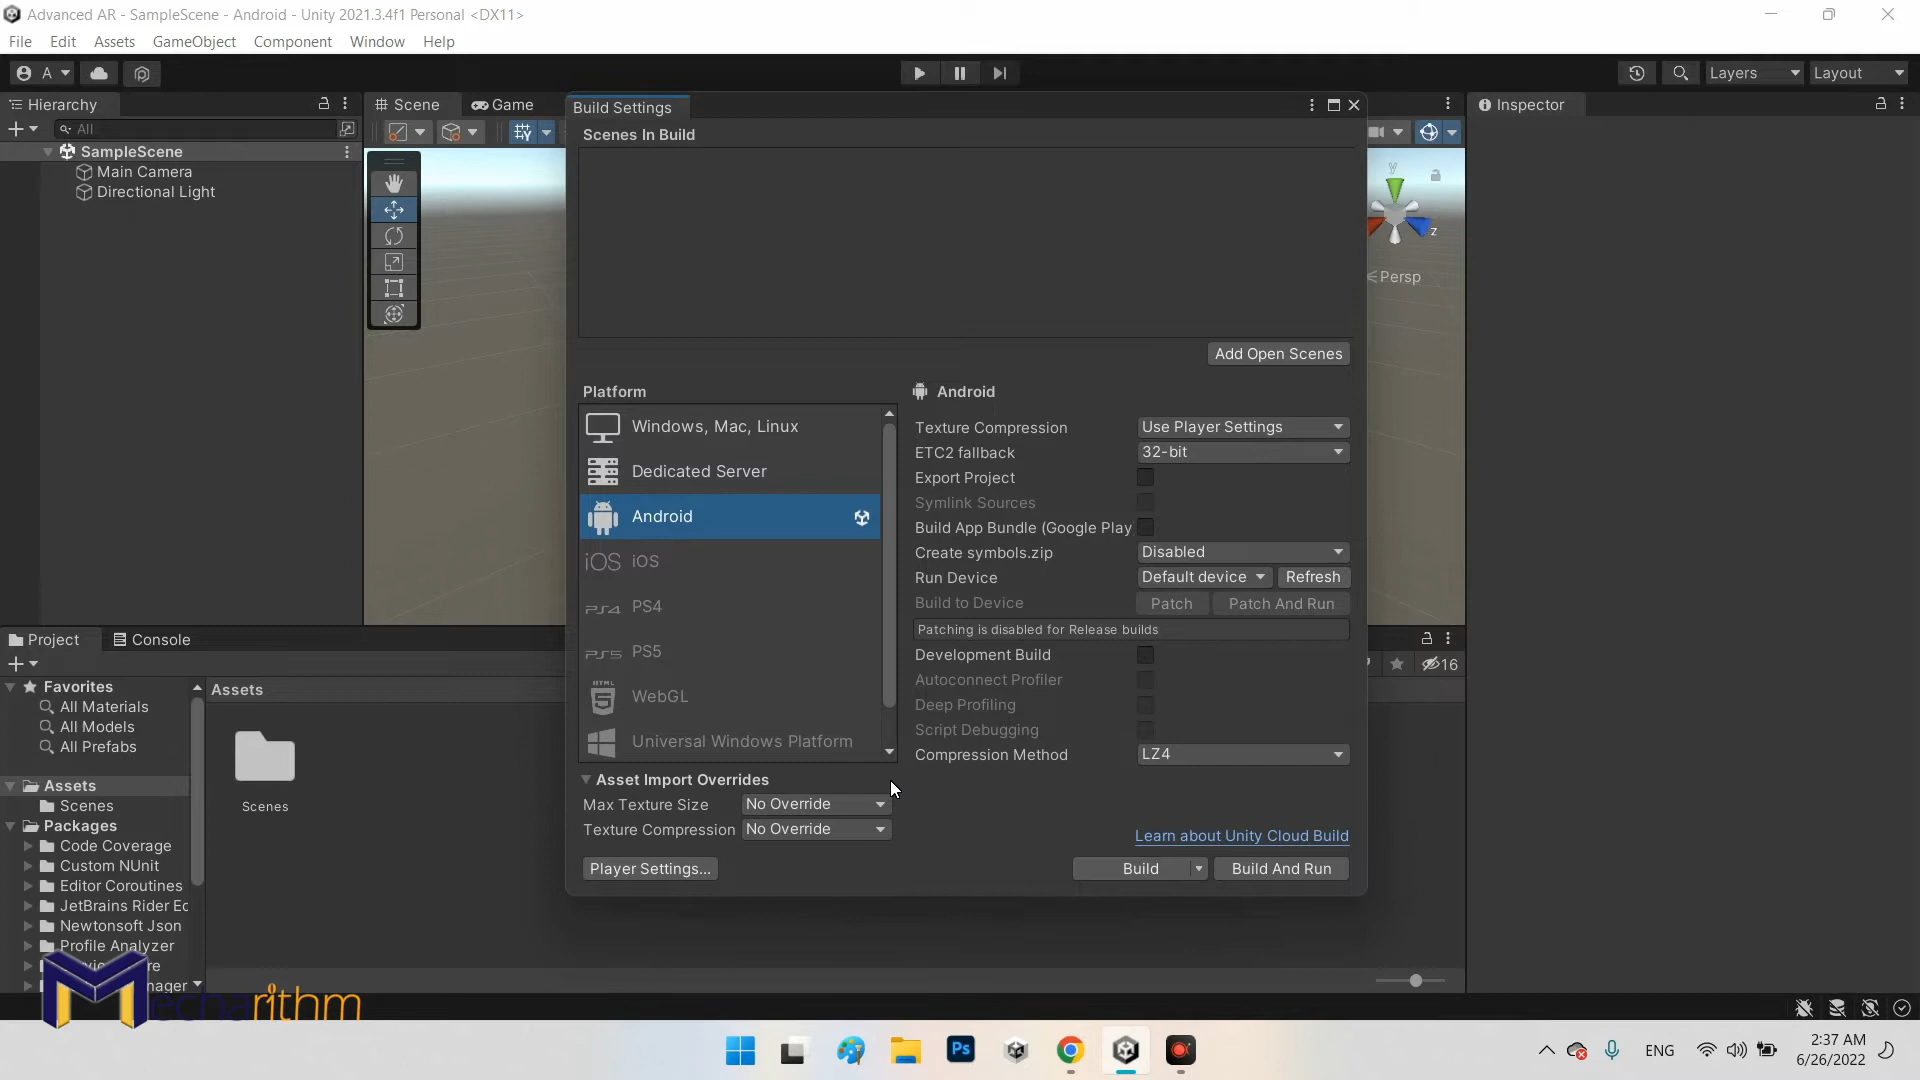 Advanced AR - SampleScene - Android - Unity 2021.3.4f1 Personal <DX11>
File Edit Assets GameObject Component Window Help
A Layers Layout
Hierarchy
All
SampleScene
Main Camera
Directional Light
Scene Game
Persp
y
z
Inspector
Build Settings
Scenes In Build
Add Open Scenes
Platform
Windows, Mac, Linux
Dedicated Server
Android
iOS iOS
PS4
PS5
HTML
5
WebGL
Universal Windows Platform
Asset Import Overrides
Max Texture Size No Override
Texture Compression No Override
Player Settings...
Android
Texture Compression Use Player Settings
ETC2 fallback 32-bit
Export Project
Symlink Sources
Build App Bundle (Google Play
Create symbols.zip Disabled
Run Device Default device Refresh
Build to Device Patch Patch And Run
Patching is disabled for Release builds
Development Build
Autoconnect Profiler
Deep Profiling
Script Debugging
Compression Method LZ4
Learn about Unity Cloud Build
Build Build And Run
Project Console
16
Favorites
All Materials
All Models
All Prefabs
Assets
Scenes
Packages
Code Coverage
Custom NUnit
Editor Coroutines
JetBrains Rider Ec
Newtonsoft Json
Profile Analyzer
Assets
Scenes
Mecharithm
Ps
ENG
2:37 AM
6/26/2022